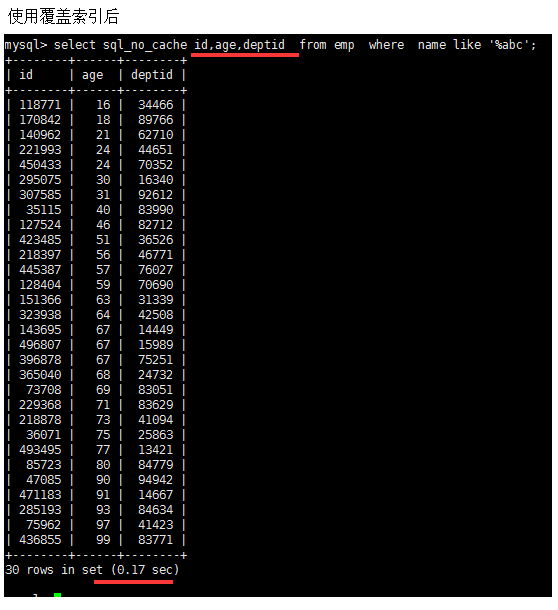 使用覆盖索引后
mysql> select sql_no_cache id,age,deptid  from emp  where  name like '%abc';
+--------+------+--------+
| id     | age  | deptid |
+--------+------+--------+
| 118771 |   16 |  34466 |
| 170842 |   18 |  89766 |
| 140962 |   21 |  62710 |
| 221993 |   24 |  44651 |
| 450433 |   24 |  70352 |
| 295075 |   30 |  16340 |
| 307585 |   31 |  92612 |
|  35115 |   40 |  83990 |
| 127524 |   46 |  82712 |
| 423485 |   51 |  36526 |
| 218397 |   56 |  46771 |
| 445387 |   57 |  76027 |
| 128404 |   59 |  70690 |
| 151366 |   63 |  31339 |
| 323938 |   64 |  42508 |
| 143695 |   67 |  14449 |
| 496807 |   67 |  15989 |
| 396878 |   67 |  75251 |
| 365040 |   68 |  24732 |
|  73708 |   69 |  83051 |
| 229368 |   71 |  83629 |
| 218878 |   73 |  41094 |
|  36071 |   75 |  25863 |
| 493495 |   77 |  13421 |
|  85723 |   80 |  84779 |
|  47085 |   90 |  94942 |
| 471183 |   91 |  14667 |
| 285193 |   93 |  84634 |
|  75962 |   97 |  41423 |
| 436855 |   99 |  83771 |
+--------+------+--------+
30 rows in set (0.17 sec)